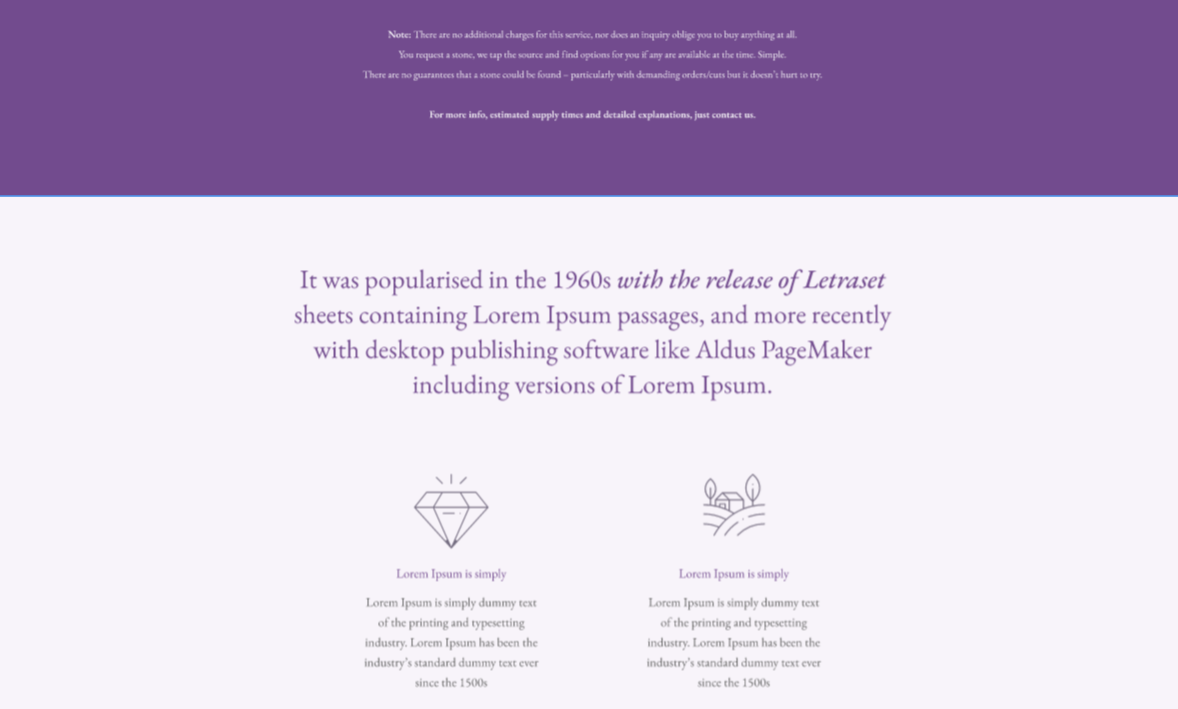 Note: There are no additional charges for this service, nor does an inquiry oblige you to buy anything at all.
You request a stone, we tap the source and find options for you if any are available at the time. Simple.
There are no guarantees that a stone could be found – particularly with demanding orders/cuts but it doesn't hurt to try.
For more info, estimated supply times and detailed explanations, just contact us.
It was popularised in the 1960s with the release of Letraset
sheets containing Lorem Ipsum passages, and more recently
with desktop publishing software like Aldus PageMaker
including versions of Lorem Ipsum.
Lorem Ipsum is simply
Lorem Ipsum is simply dummy text
of the printing and typesetting
industry. Lorem Ipsum has been the
industry's standard dummy text ever
since the 1500s
Lorem Ipsum is simply
Lorem Ipsum is simply dummy text
of the printing and typesetting
industry. Lorem Ipsum has been the
industry's standard dummy text ever
since the 1500s